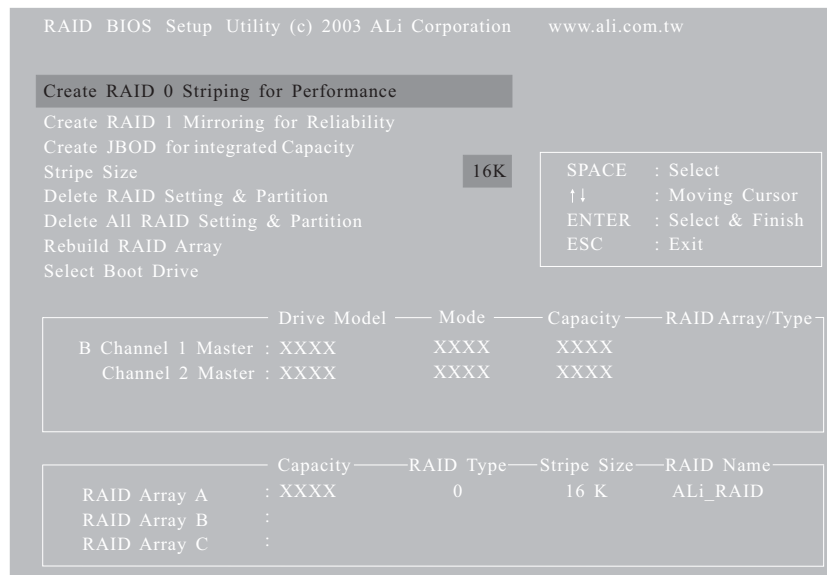 RAID BIOS Setup Utility (c) 2003 ALi Corporation www.ali.com.tw
Create RAID 0 Striping for Performance
Create RAID 1 Mirroring for Reliability
Create JBOD for integrated Capacity
Stripe Size 16K
Delete RAID Setting & Partition
Delete All RAID Setting & Partition
Rebuild RAID Array
Select Boot Drive
SPACE : Select
↑↓ : Moving Cursor
ENTER : Select & Finish
ESC : Exit
Drive Model Mode Capacity RAID Array/Type
B Channel 1 Master : XXXX XXXX XXXX
Channel 2 Master : XXXX XXXX XXXX
Capacity RAID Type Stripe Size RAID Name
RAID Array A : XXXX 0 16 K ALi_RAID
RAID Array B :
RAID Array C :